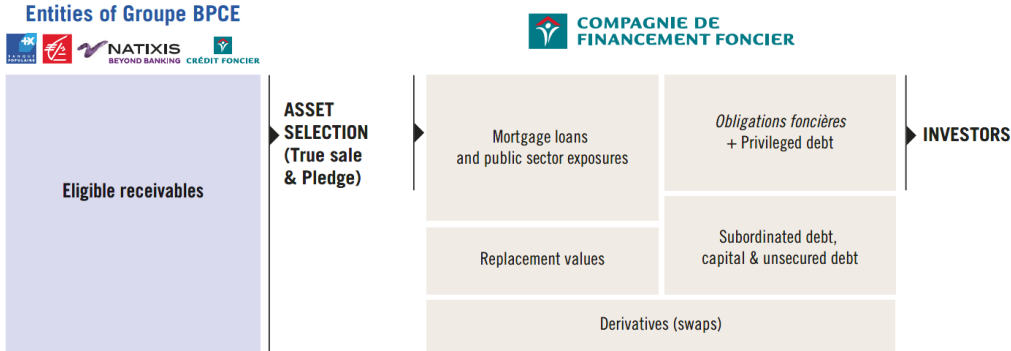 Entities of Groupe BPCE
BANQUE
POPULAIRE
NATIXIS
BEYOND BANKING
CRÉDIT FONCIER
COMPAGNIE DE
FINANCEMENT FONCIER
Eligible receivables
ASSET
SELECTION
(True sale
& Pledge)
Mortgage loans
and public sector exposures
Replacement values
Obligations foncières
+ Privileged debt
Subordinated debt,
capital & unsecured debt
Derivatives (swaps)
INVESTORS